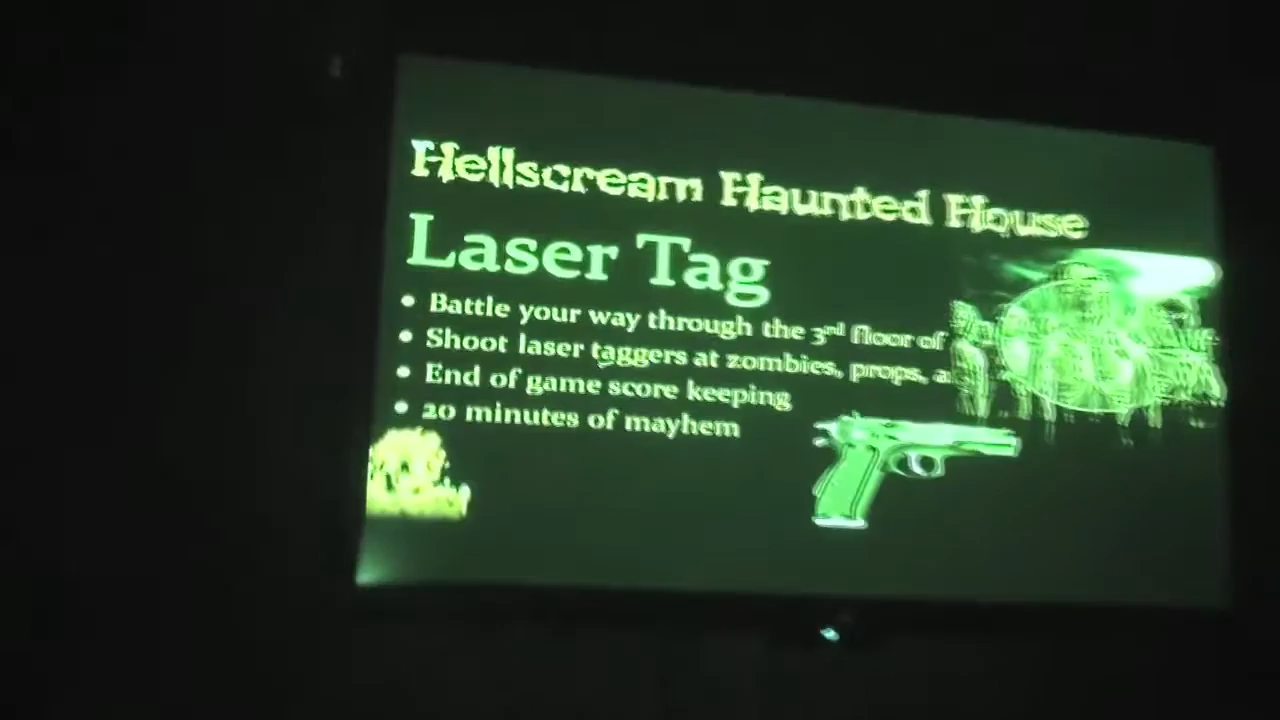 Hellscream Haunted House
Laser Tag
• Battle your way through the 3rd floor of
• Shoot laser taggers at zombies, props,
• End of game score keeping
• 20 minutes of mayhem